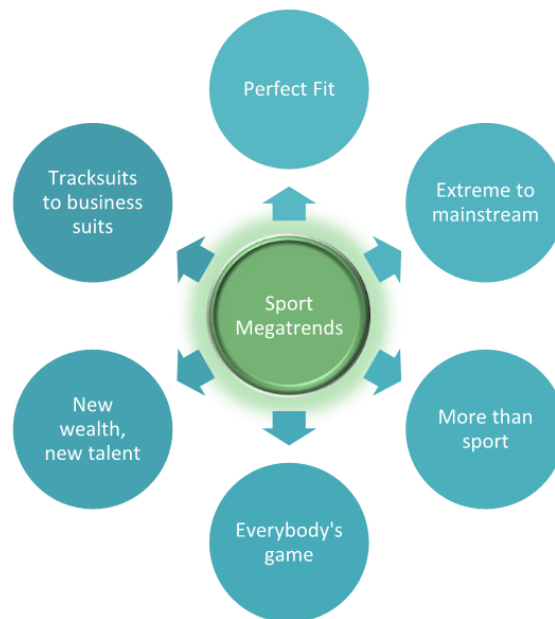 Perfect Fit
Tracksuits
to business
suits
Extreme to
mainstream
Sport
Megatrends
New
wealth,
new talent
More than
sport
Everybody's
game